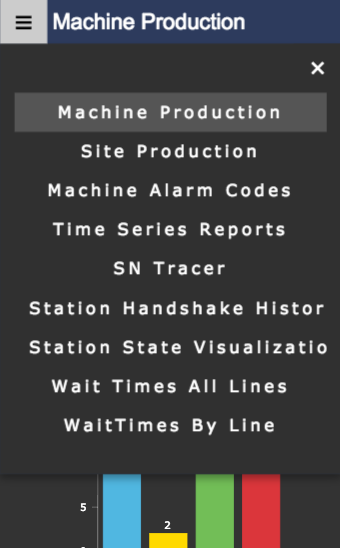 Machine Production
×
Machine Production
Site Production
Machine Alarm Codes
Time Series Reports
SN Tracer
Station Handshake Histor
Station State Visualizatio
Wait Times All Lines
WaitTimes By Line
5
2